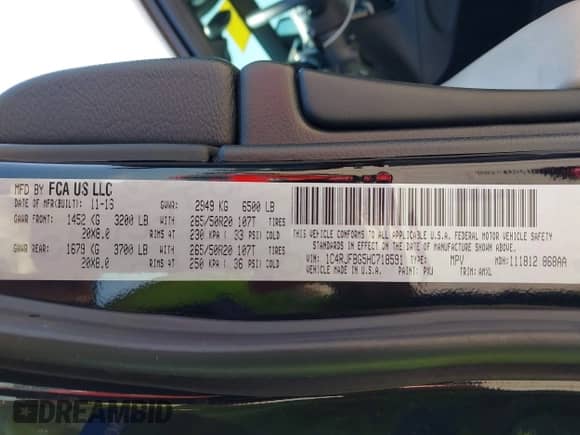 MFD BY FCA US LLC
DATE OF MFR(BUILT): 11-16 GVWR: 2949 KG 6500 LB
GAWR FRONT: 1452 KG 3200 LB WITH 265/50R20 107T TIRES
20X8.0 RIMS AT 230 KPA ( 33 PSI) COLD
GAWR REAR: 1679 KG 3700 LB WITH 265/50R20 107T TIRES
20X8.0 RIMS AT 250 KPA ( 36 PSI) COLD
THIS VEHICLE CONFORMS TO ALL APPLICABLE U.S.A. FEDERAL MOTOR VEHICLE SAFETY
STANDARDS IN EFFECT ON THE DATE OF MANUFACTURE SHOWN ABOVE.
VIN: 1C4RJFBG5HC718591 TYPE: MPV MDH:111812 868AA
VEHICLE MADE IN U.S.A. PAINT: PXJ TRIM: AMXL
DREAMBID